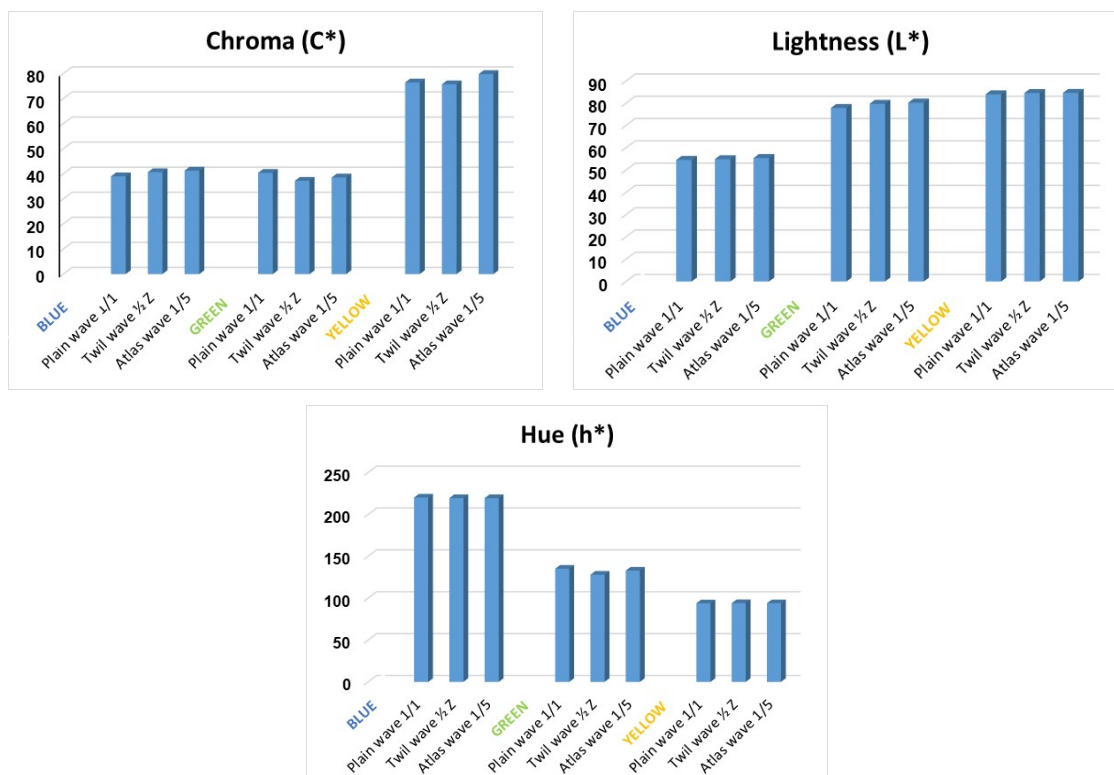 Chroma (C*)
80
70
60
50
40
30
20
10
0
BLUE
Plain wave 1/1
Twil wave ½ Z
Atlas wave 1/5
GREEN
Plain wave 1/1
Twil wave ½ Z
Atlas wave 1/5
YELLOW
Plain wave 1/1
Twil wave ½ Z
Atlas wave 1/5
Lightness (L*)
90
80
70
60
50
40
30
20
10
0
BLUE
Plain wave 1/1
Twil wave ½ Z
Atlas wave 1/5
GREEN
Plain wave 1/1
Twil wave ½ Z
Atlas wave 1/5
YELLOW
Plain wave 1/1
Twil wave ½ Z
Atlas wave 1/5
Hue (h*)
250
200
150
100
50
0
BLUE
Plain wave 1/1
Twil wave ½ Z
Atlas wave 1/5
GREEN
Plain wave 1/1
Twil wave ½ Z
Atlas wave 1/5
YELLOW
Plain wave 1/1
Twil wave ½ Z
Atlas wave 1/5